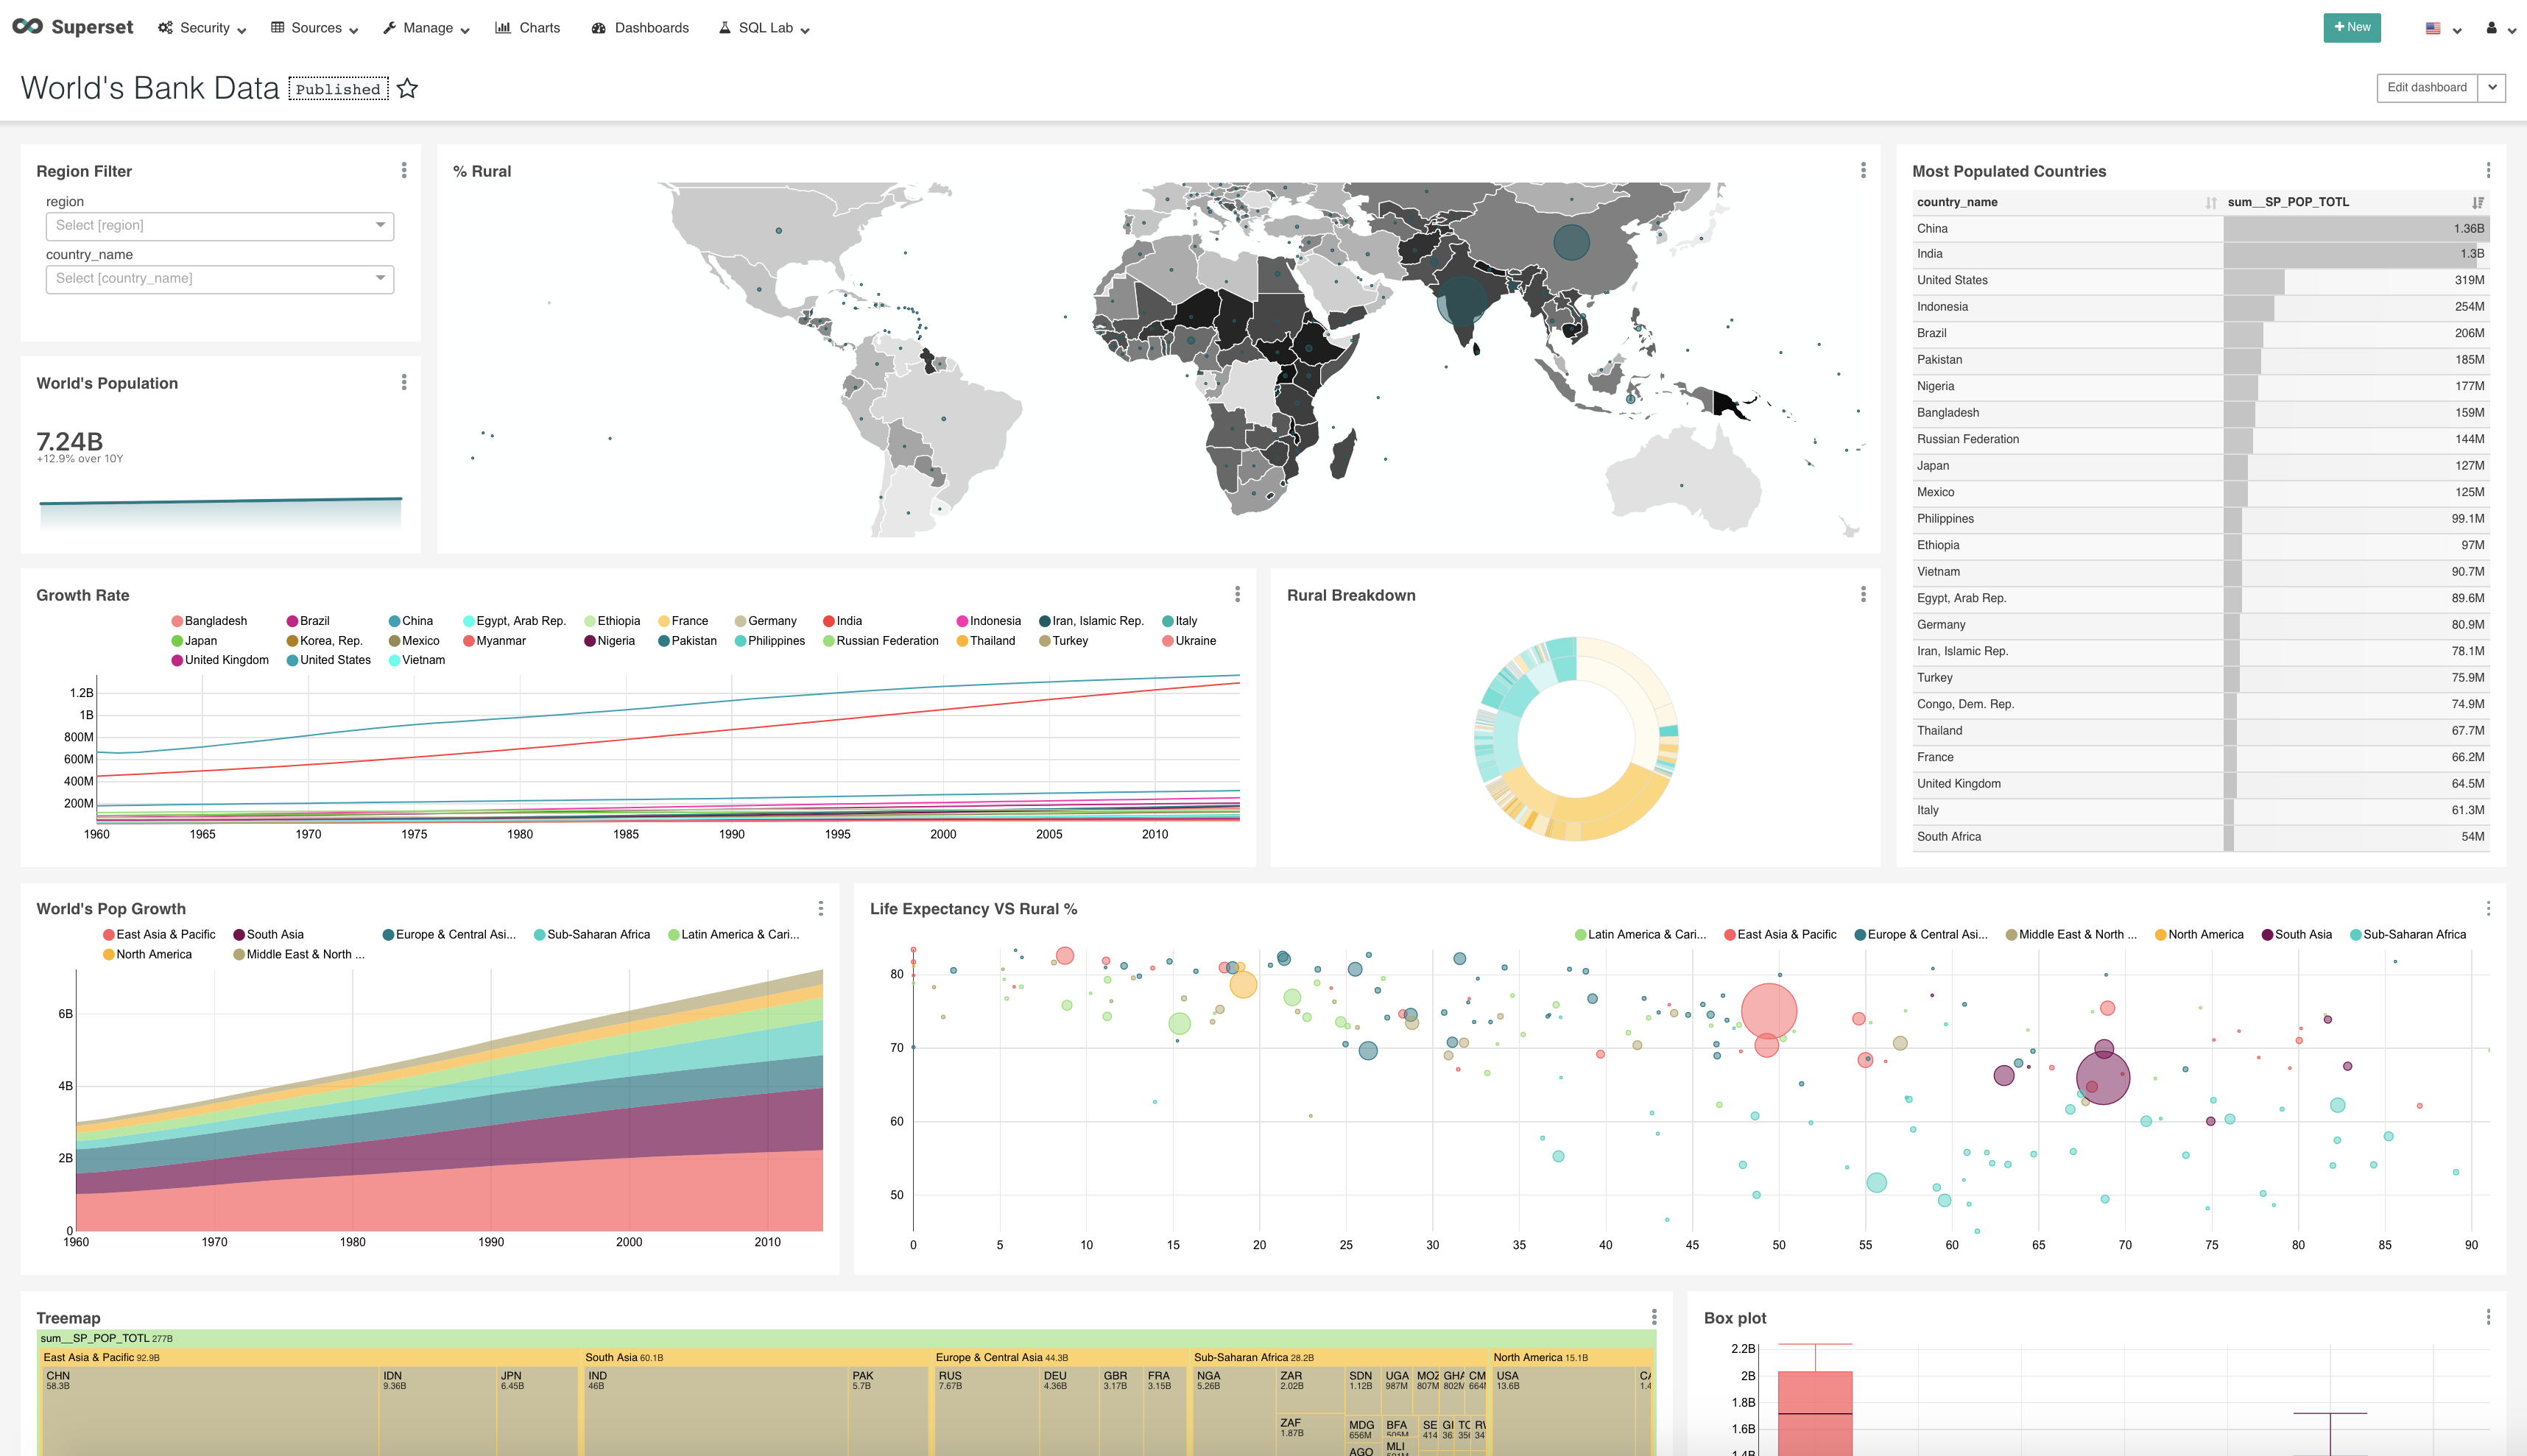 Superset Security Sources Manage Charts Dashboards SQL Lab + New
World's Bank Data Published Edit dashboard
Region Filter
region
Select [region]
country_name
Select [country_name]
World's Population
7.24B
+12.9% over 10Y
% Rural
Most Populated Countries
country_name sum__SP_POP_TOTL
China 1.36B
India 1.3B
United States 319M
Indonesia 254M
Brazil 206M
Pakistan 185M
Nigeria 177M
Bangladesh 159M
Russian Federation 144M
Japan 127M
Mexico 125M
Philippines 99.1M
Ethiopia 97M
Vietnam 90.7M
Egypt, Arab Rep. 89.6M
Germany 80.9M
Iran, Islamic Rep. 78.1M
Turkey 75.9M
Congo, Dem. Rep. 74.9M
Thailand 67.7M
France 66.2M
United Kingdom 64.5M
Italy 61.3M
South Africa 54M
Growth Rate
Bangladesh Brazil China Egypt, Arab Rep. Ethiopia France Germany India Indonesia Iran, Islamic Rep. Italy
Japan Korea, Rep. Mexico Myanmar Nigeria Pakistan Philippines Russian Federation Thailand Turkey Ukraine
United Kingdom United States Vietnam
1.2B
1B
800M
600M
400M
200M
1960 1965 1970 1975 1980 1985 1990 1995 2000 2005 2010
Rural Breakdown
World's Pop Growth
East Asia & Pacific South Asia Europe & Central Asi... Sub-Saharan Africa Latin America & Cari...
North America Middle East & North ...
6B
4B
2B
0
1960 1970 1980 1990 2000 2010
Life Expectancy VS Rural %
Latin America & Cari... East Asia & Pacific Europe & Central Asi... Middle East & North ... North America South Asia Sub-Saharan Africa
80
70
60
50
0 5 10 15 20 25 30 35 40 45 50 55 60 65 70 75 80 85 90
Treemap
sum__SP_POP_TOTL 277B
East Asia & Pacific 92.9B South Asia 60.1B Europe & Central Asia 44.3B Sub-Saharan Africa 28.2B North America 15.1B
CHN IDN JPN IND PAK RUS DEU GBR FRA NGA ZAR SDN UGA MOZ GHA CM USA
58.3B 9.36B 6.45B 46B 5.7B 7.67B 4.36B 3.17B 3.15B 5.26B 2.02B 1.12B 987M 807M 802M 13.6B
ZAF MDG BFA SE GI
1.87B 656M 505M 414
AGO MLI
Box plot
2.2B
2B
1.8B
1.6B
1.4B